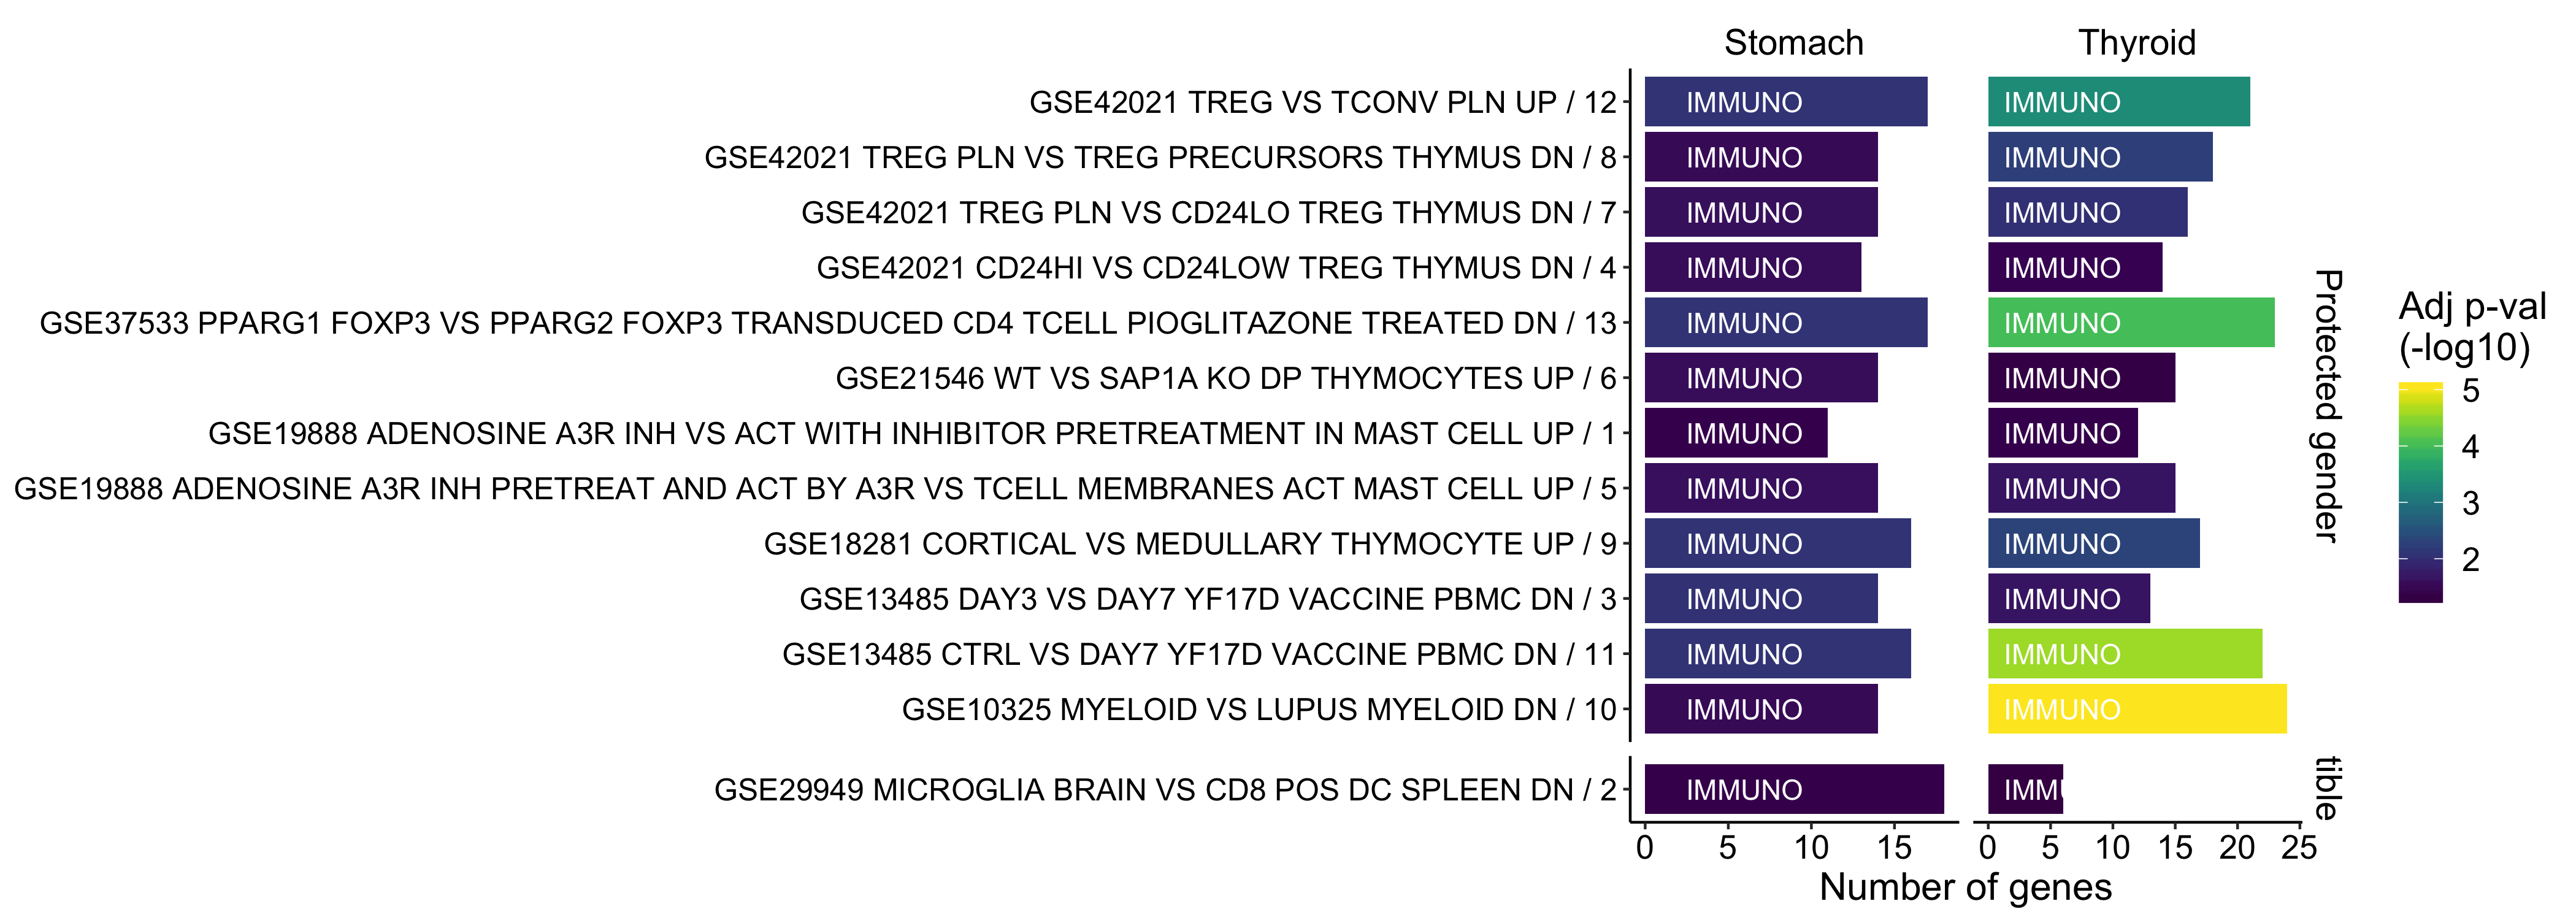 Stomach Thyroid
GSE42021 TREG VS TCONV PLN UP / 12 IMMUNO IMMUNO
GSE42021 TREG PLN VS TREG PRECURSORS THYMUS DN / 8 IMMUNO IMMUNO
GSE42021 TREG PLN VS CD24LO TREG THYMUS DN / 7 IMMUNO IMMUNO
GSE42021 CD24HI VS CD24LOW TREG THYMUS DN / 4 IMMUNO IMMUNO
GSE37533 PPARG1 FOXP3 VS PPARG2 FOXP3 TRANSDUCED CD4 TCELL PIOGLITAZONE TREATED DN / 13 IMMUNO IMMUNO
GSE21546 WT VS SAP1A KO DP THYMOCYTES UP / 6 IMMUNO IMMUNO
GSE19888 ADENOSINE A3R INH VS ACT WITH INHIBITOR PRETREATMENT IN MAST CELL UP / 1 IMMUNO IMMUNO
GSE19888 ADENOSINE A3R INH PRETREAT AND ACT BY A3R VS TCELL MEMBRANES ACT MAST CELL UP / 5 IMMUNO IMMUNO
GSE18281 CORTICAL VS MEDULLARY THYMOCYTE UP / 9 IMMUNO IMMUNO
GSE13485 DAY3 VS DAY7 YF17D VACCINE PBMC DN / 3 IMMUNO IMMUNO
GSE13485 CTRL VS DAY7 YF17D VACCINE PBMC DN / 11 IMMUNO IMMUNO
GSE10325 MYELOID VS LUPUS MYELOID DN / 10 IMMUNO IMMUNO
GSE29949 MICROGLIA BRAIN VS CD8 POS DC SPLEEN DN / 2 IMMUNO IMMU
0 5 10 15 0 5 10 15 20 25
Number of genes
Protected gender
tible
Adj p-val
(-log10)
5
4
3
2